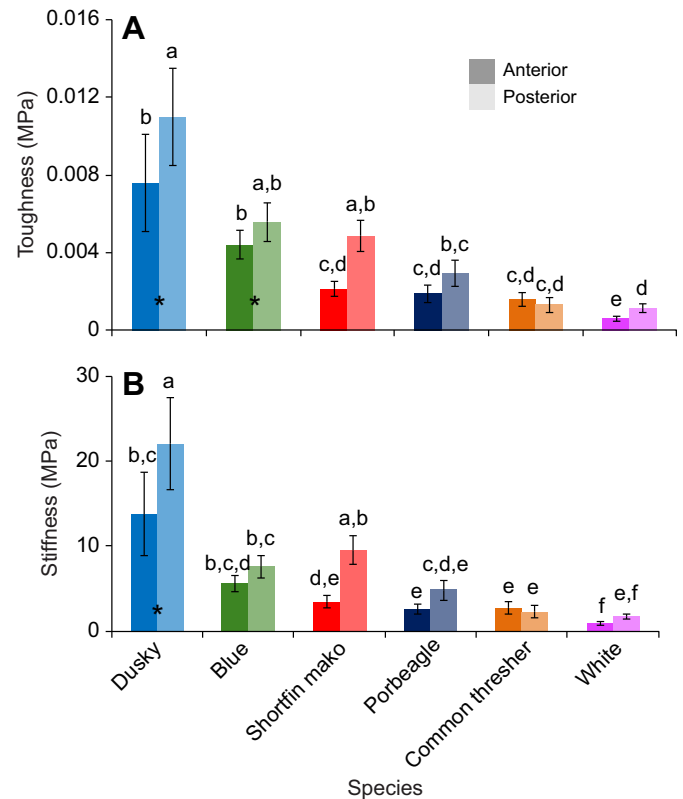 A
0.016
0.012
0.008
0.004
0
Toughness (MPa)
Anterior
Posterior
b a
b a,b
c,d a,b
c,d b,c
c,d c,d
e d
* *
B
30
20
10
0
Stiffness (MPa)
b,c a
b,c,d b,c
d,e a,b
e c,d,e
e e
f e,f
*
Dusky
Blue
Shortfin mako
Porbeagle
Common thresher
White
Species